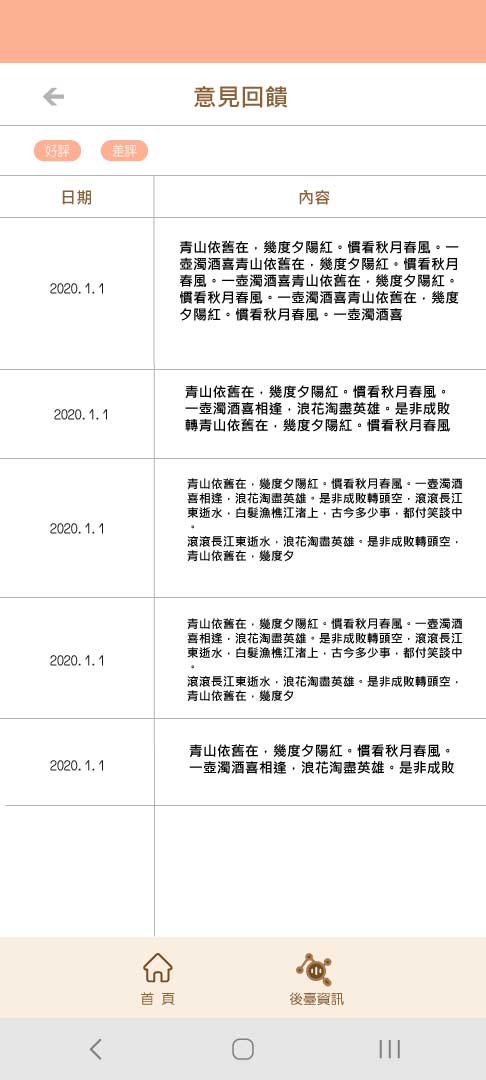 意見回饋
好評 差評
日期 內容
2020.1.1
青山依舊在，幾度夕陽紅。慣看秋月春風。一
壺濁酒喜青山依舊在，幾度夕陽紅。慣看秋月
春風。一壺濁酒喜青山依舊在，幾度夕陽紅。
慣看秋月春風。一壺濁酒喜青山依舊在，幾度
夕陽紅。慣看秋月春風。一壺濁酒喜
2020.1.1
青山依舊在，幾度夕陽紅。慣看秋月春風。
一壺濁酒喜相逢，浪花淘盡英雄。是非成敗
轉青山依舊在，幾度夕陽紅。慣看秋月春風
2020.1.1
青山依舊在，幾度夕陽紅。慣看秋月春風。一壺濁酒
喜相逢，浪花淘盡英雄。是非成敗轉頭空，滾滾長江
東逝水，白髮漁樵江渚上，古今多少事，都付笑談中
。
滾滾長江東逝水，浪花淘盡英雄。是非成敗轉頭空，
青山依舊在，幾度夕
2020.1.1
青山依舊在，幾度夕陽紅。慣看秋月春風。一壺濁酒
喜相逢，浪花淘盡英雄。是非成敗轉頭空，滾滾長江
東逝水，白髮漁樵江渚上，古今多少事，都付笑談中
。
滾滾長江東逝水，浪花淘盡英雄。是非成敗轉頭空，
青山依舊在，幾度夕
2020.1.1
青山依舊在，幾度夕陽紅。慣看秋月春風。
一壺濁酒喜相逢，浪花淘盡英雄。是非成敗
首 頁 後臺資訊